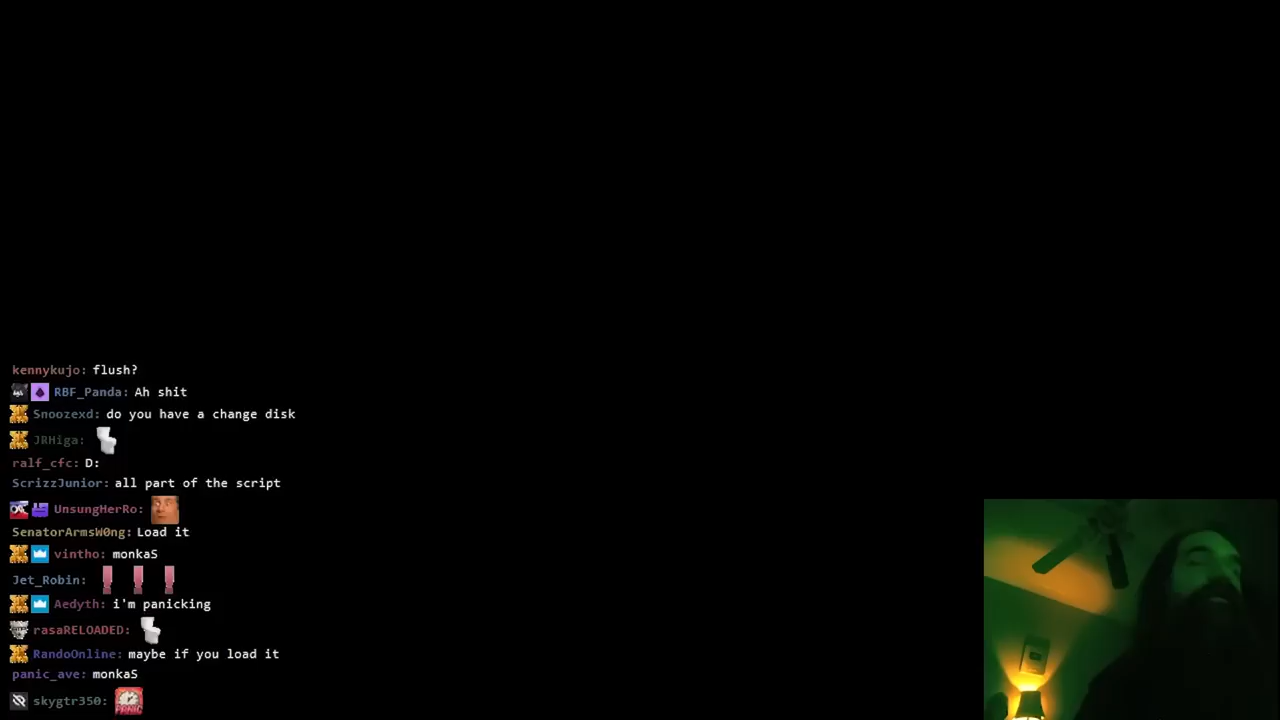 kennykujo: flush?
RBF_Panda: Ah shit
Snoozexd: do you have a change disk
JRHiga:
ralf_cfc: D:
ScrizzJunior: all part of the script
UnsungHerRo:
SenatorArmsW0ng: Load it
vintho: monkaS
Jet_Robin:
Aedyth: i'm panicking
rasaRELOADED:
RandoOnline: maybe if you load it
panic_ave: monkaS
skygtr350: PANIC